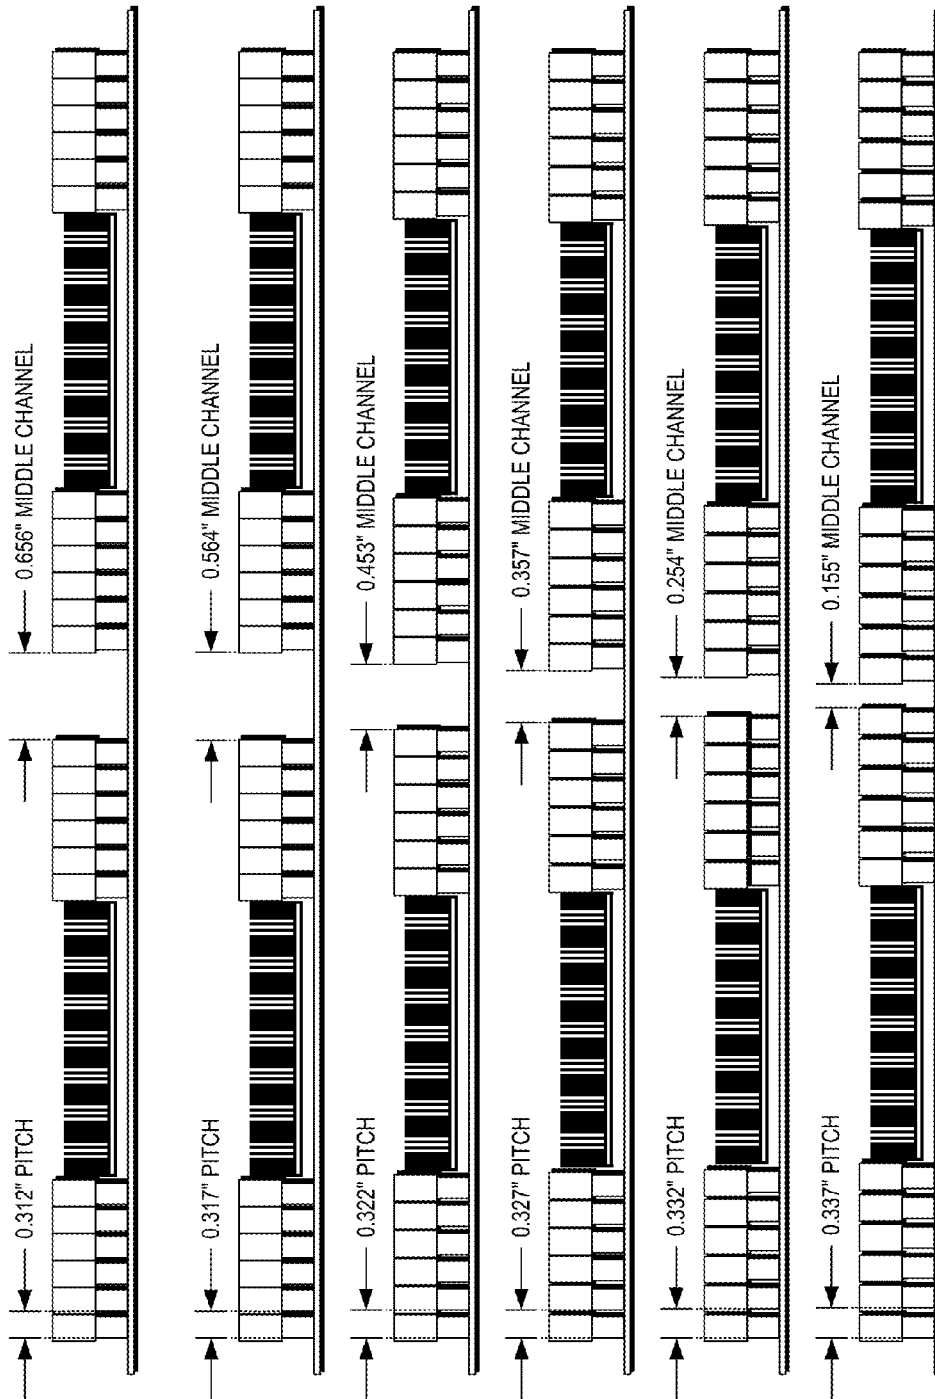 0.656" MIDDLE CHANNEL
0.312" PITCH
0.564" MIDDLE CHANNEL
0.317" PITCH
0.453" MIDDLE CHANNEL
0.322" PITCH
0.357" MIDDLE CHANNEL
0.327" PITCH
0.254" MIDDLE CHANNEL
0.332" PITCH
0.155" MIDDLE CHANNEL
0.337" PITCH